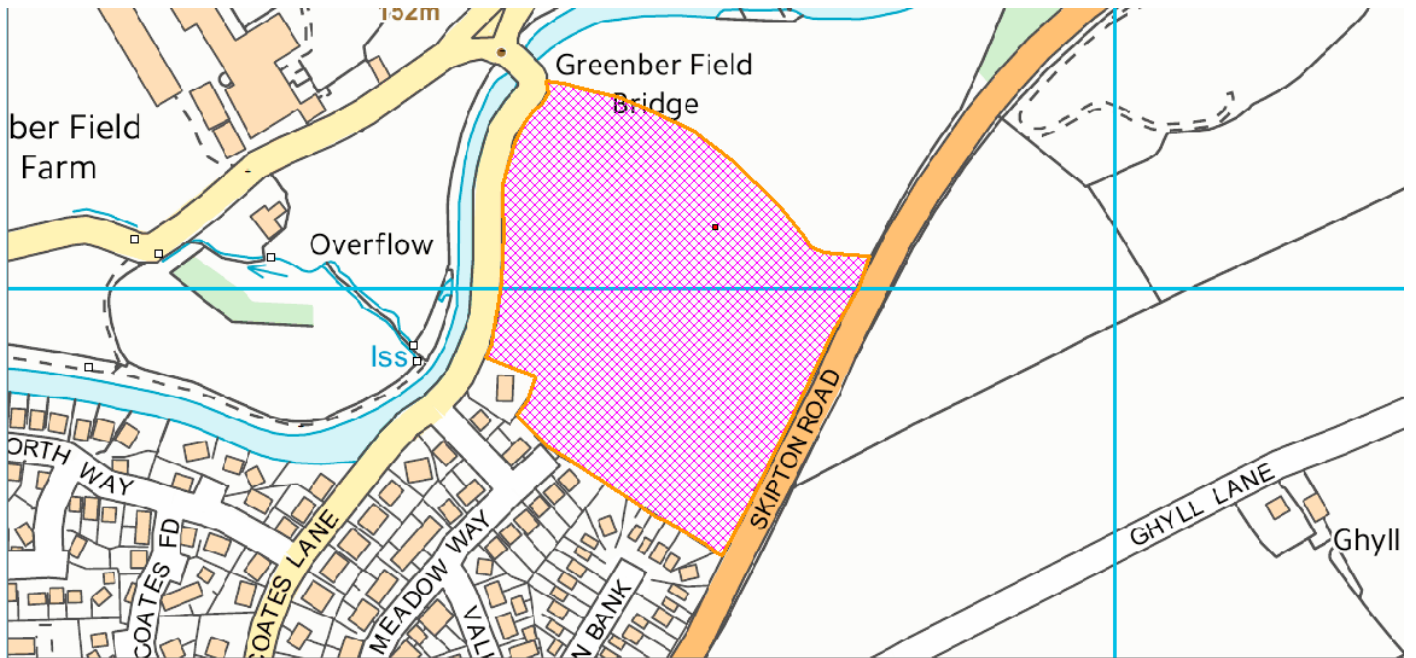 152m
Greenber Field
Bridge
ber Field
Farm
Overflow
Iss
SKIPTON ROAD
ORTH WAY
GHYLL LANE
Ghyll
COATES FD
COATES LANE
MEADOW WAY
VALL
N BANK